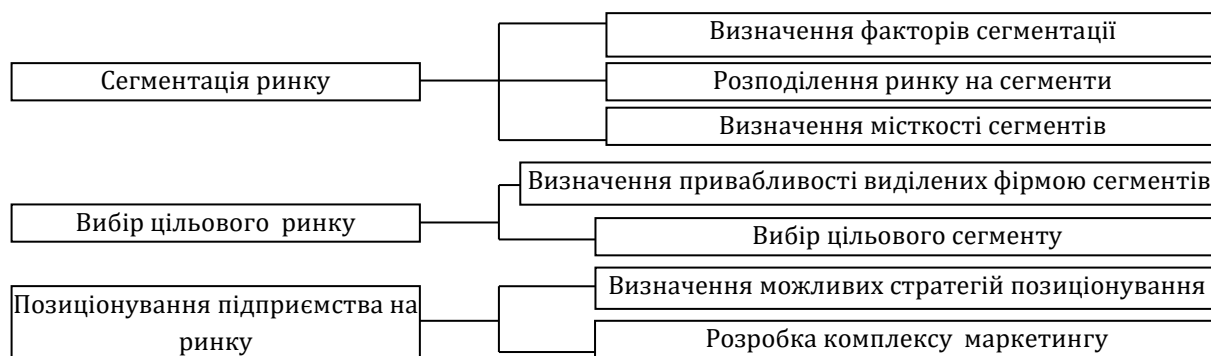 Сегментація ринку
Визначення факторів сегментації
Розподілення ринку на сегменти
Визначення місткості сегментів
Вибір цільового ринку
Визначення привабливості виділених фірмою сегментів
Вибір цільового сегменту
Позиціонування підприємства на
ринку
Визначення можливих стратегій позиціонування
Розробка комплексу маркетингу